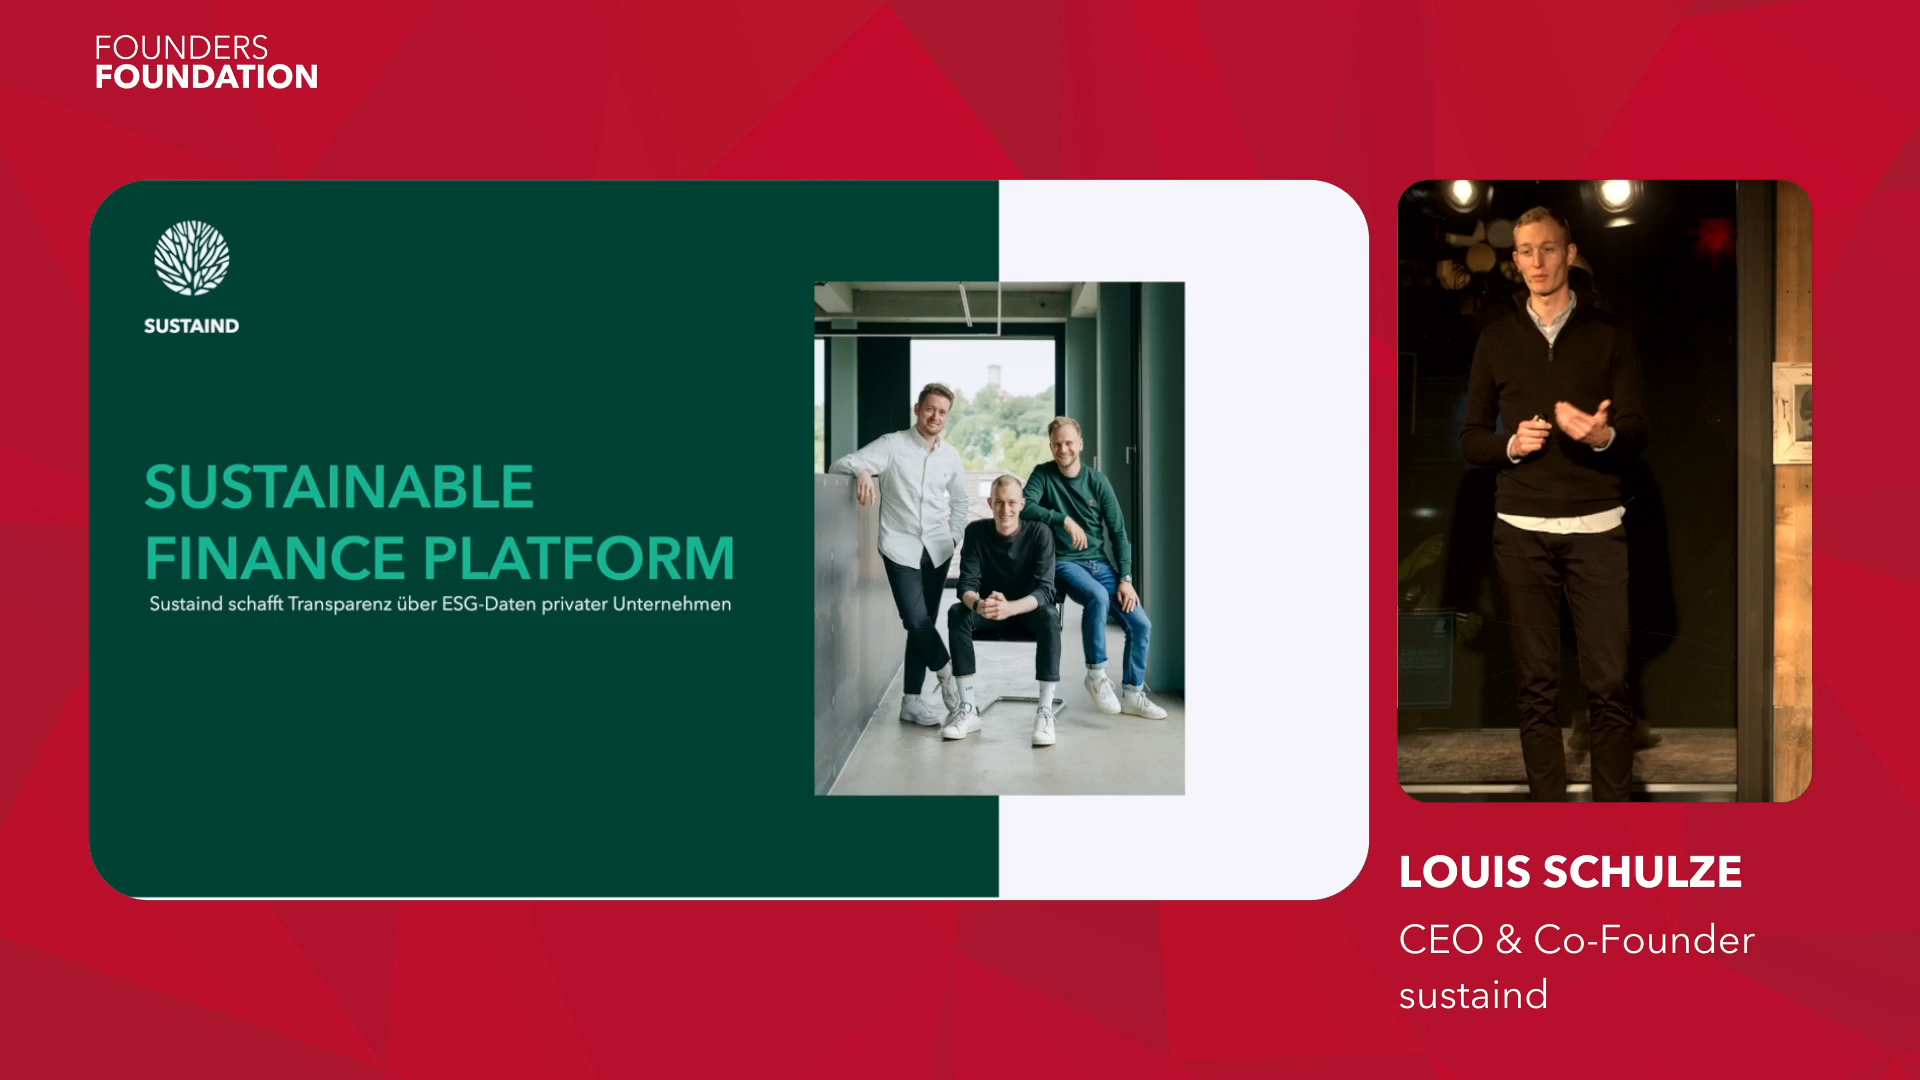 FOUNDERS
FOUNDATION
SUSTAIND
SUSTAINABLE
FINANCE PLATFORM
Sustaind schafft Transparenz über ESG-Daten privater Unternehmen
LOUIS SCHULZE
CEO & Co-Founder
sustaind